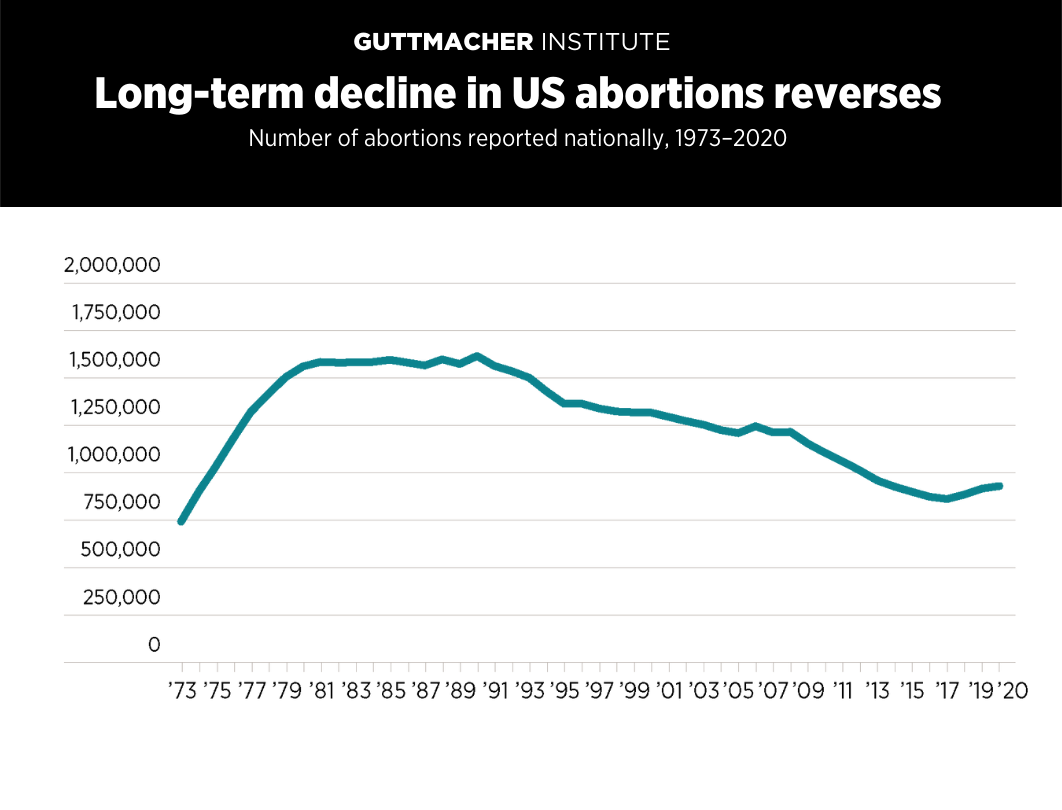 GUTTMACHER INSTITUTE
Long-term decline in US abortions reverses
Number of abortions reported nationally, 1973–2020
2,000,000
1,750,000
1,500,000
1,250,000
1,000,000
750,000
500,000
250,000
0
’73 ’75 ’77 ’79 ’81 ’83 ’85 ’87 ’89 ’91 ’93 ’95 ’97 ’99 ’01 ’03 ’05 ’07 ’09 ’11 ’13 ’15 ’17 ’19 ’20